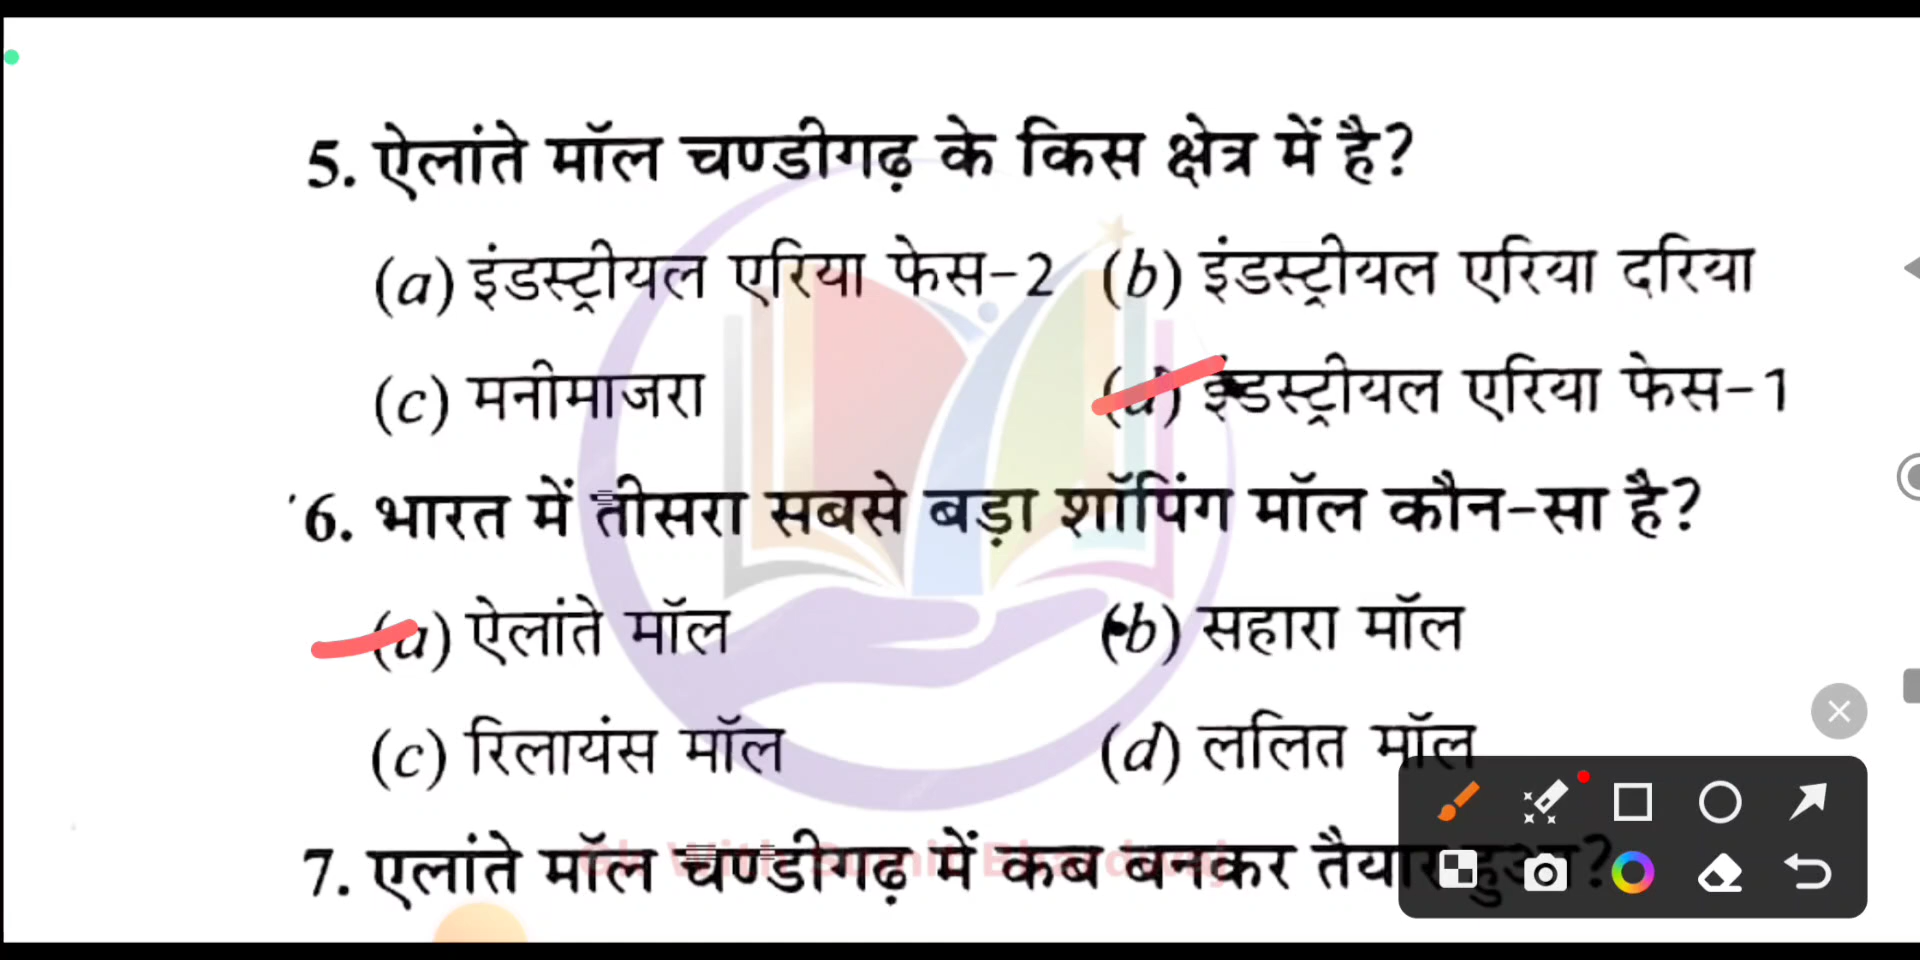 5. ऐलांते मॉल चण्डीगढ़ के किस क्षेत्र में है?
(a) इंडस्ट्रीयल एरिया फेस-2 (b) इंडस्ट्रीयल एरिया दरिया
(c) मनीमाजरा (d) इंडस्ट्रीयल एरिया फेस-1
6. भारत में तीसरा सबसे बड़ा शॉपिंग मॉल कौन-सा है?
(a) ऐलांते मॉल (b) सहारा मॉल
(c) रिलायंस मॉल (d) ललित मॉल
7. एलांते मॉल चण्डीगढ़ में कब बनकर तैयार हुआ?